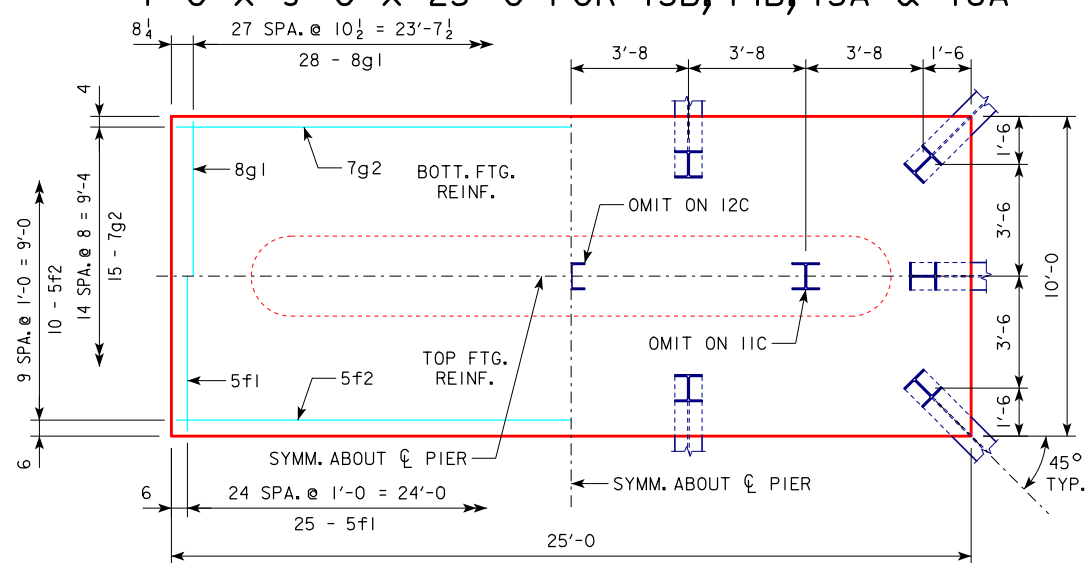 8¼
27 SPA. @ 10½ = 23'-7½
28 - 8g1
3'-8
3'-8
3'-8
1'-6
4
8g1
7g2
BOTT. FTG.
REINF.
OMIT ON 12C
1'-6
3'-6
10'-0
3'-6
1'-6
9 SPA. @ 1'-0 = 9'-0
10 - 5f2
14 SPA. @ 8 = 9'-4
15 - 7g2
OMIT ON 11C
TOP FTG.
REINF.
5f1
5f2
6
SYMM. ABOUT ℄ PIER
SYMM. ABOUT ℄ PIER
45°
TYP.
6
24 SPA. @ 1'-0 = 24'-0
25 - 5f1
25'-0